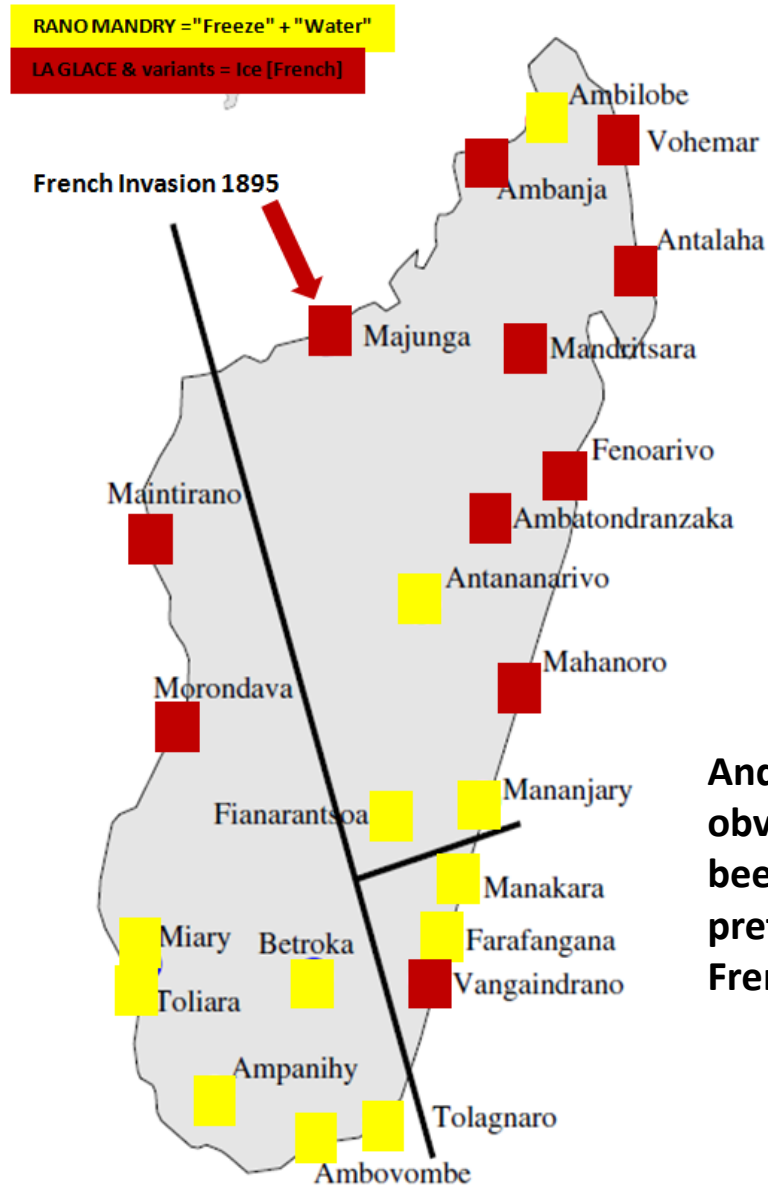 RANO MANDRY ="Freeze" + "Water"
LA GLACE & variants = Ice [French]
Ambilobe
Vohemar
French Invasion 1895
Ambanja
Antalaha
Majunga
Mandritsara
Fenoarivo
Maintirano
Ambatondranzaka
Antananarivo
Mahanoro
Morondava
Mananjary
Fianarantsoa
Manakara
Miary
Betroka
Farafangana
Toliara
Vangaindrano
Ampanihy
Tolagnaro
Ambovombe